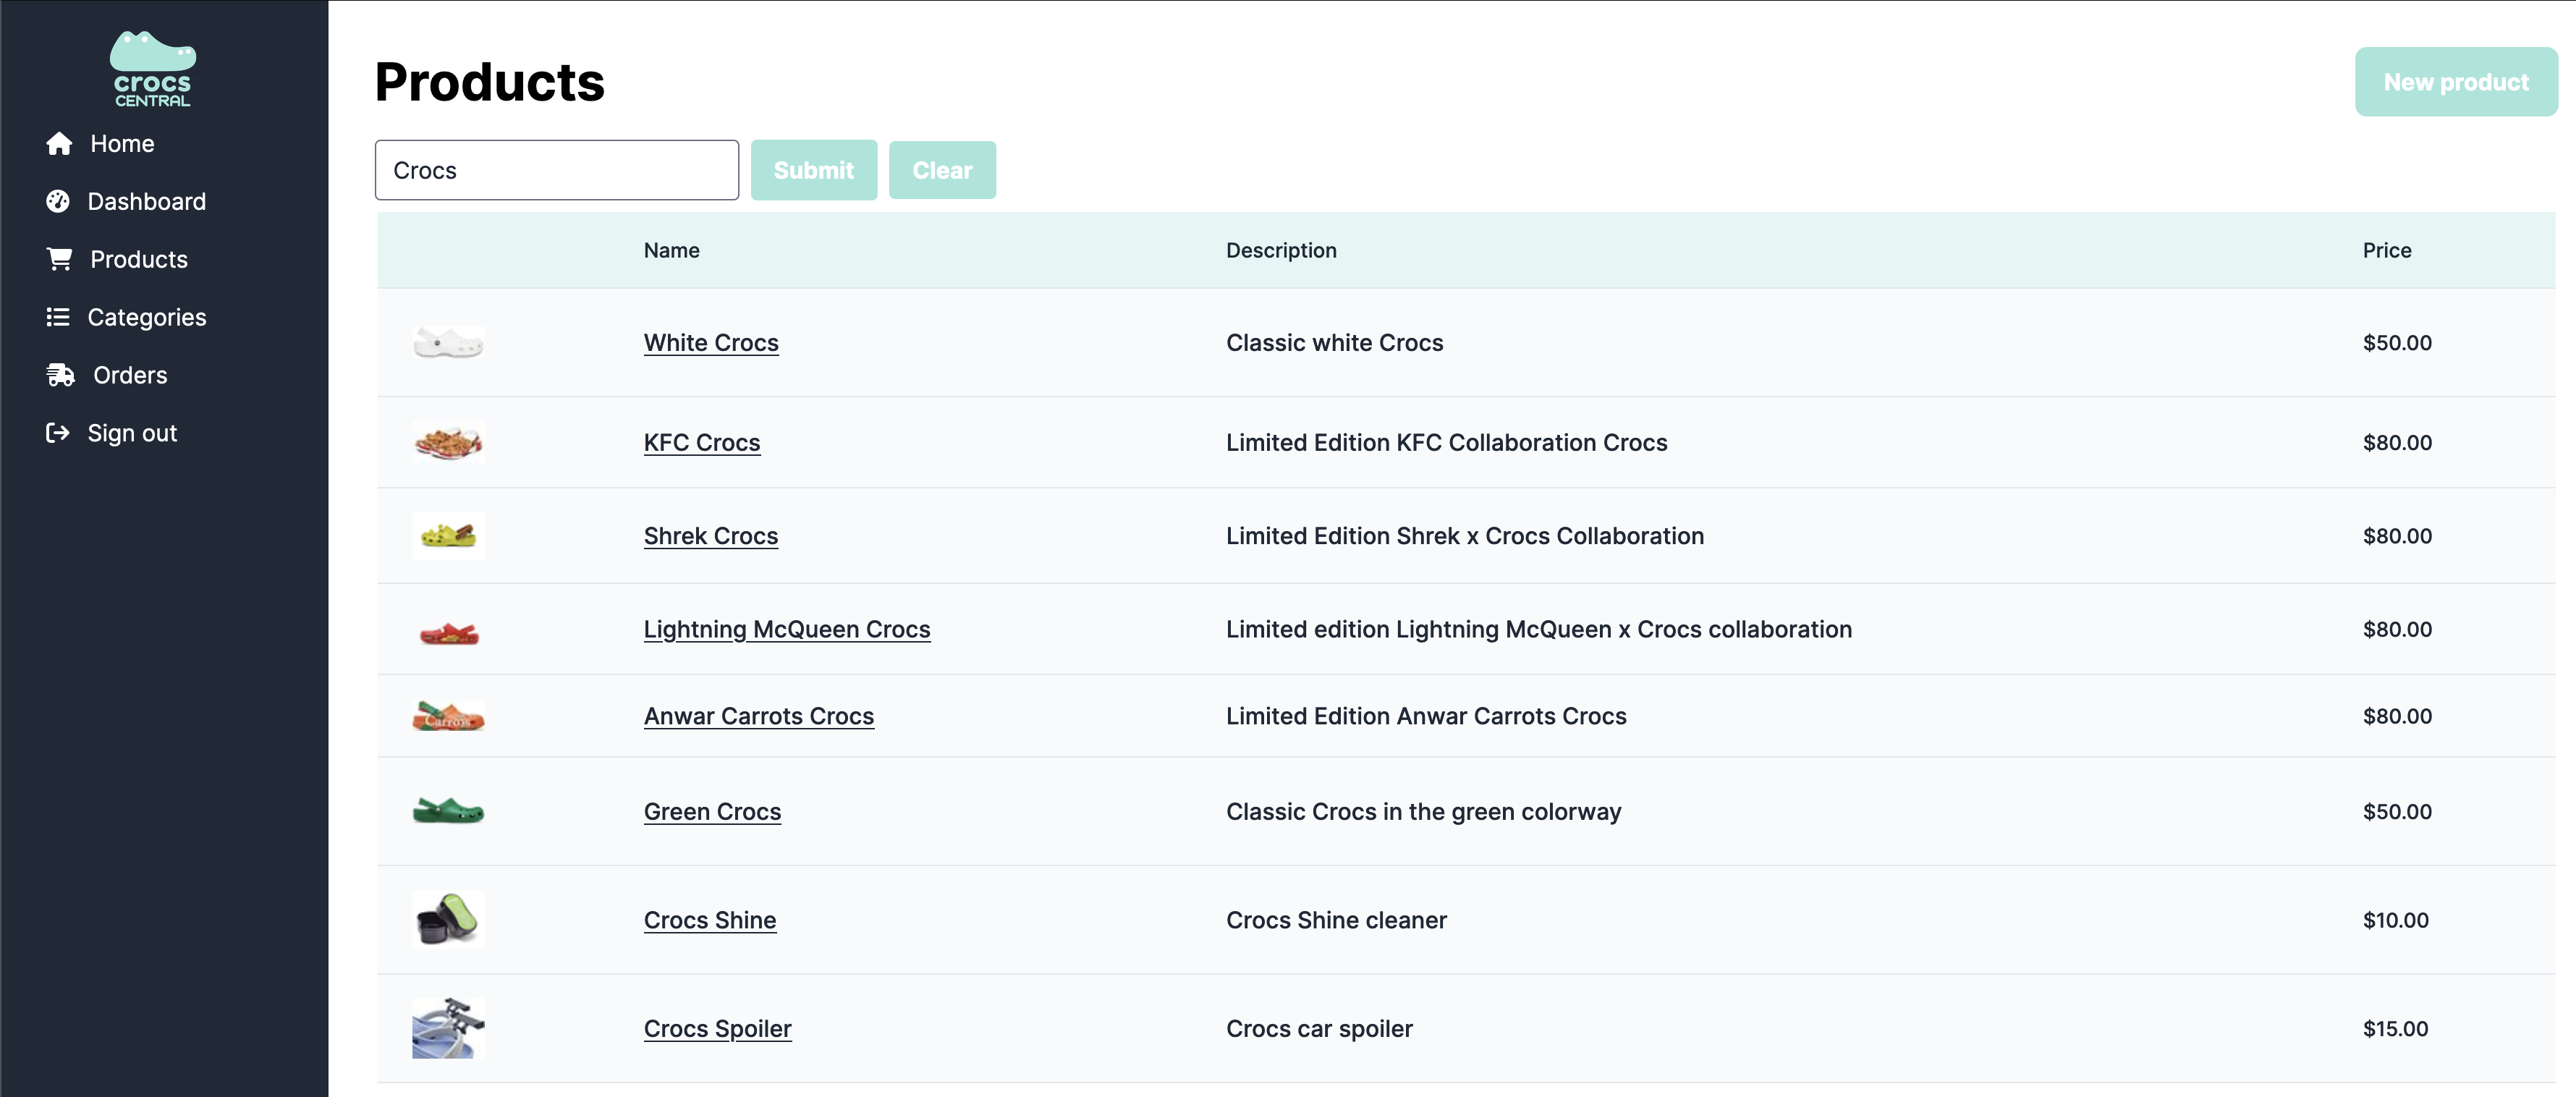 crocs
CENTRAL
Home
Dashboard
Products
Categories
Orders
Sign out
Products
New product
Crocs
Submit
Clear
Name Description Price
White Crocs Classic white Crocs $50.00
KFC Crocs Limited Edition KFC Collaboration Crocs $80.00
Shrek Crocs Limited Edition Shrek x Crocs Collaboration $80.00
Lightning McQueen Crocs Limited edition Lightning McQueen x Crocs collaboration $80.00
Carrots
Anwar Carrots Crocs Limited Edition Anwar Carrots Crocs $80.00
Green Crocs Classic Crocs in the green colorway $50.00
Crocs Shine Crocs Shine cleaner $10.00
Crocs Spoiler Crocs car spoiler $15.00